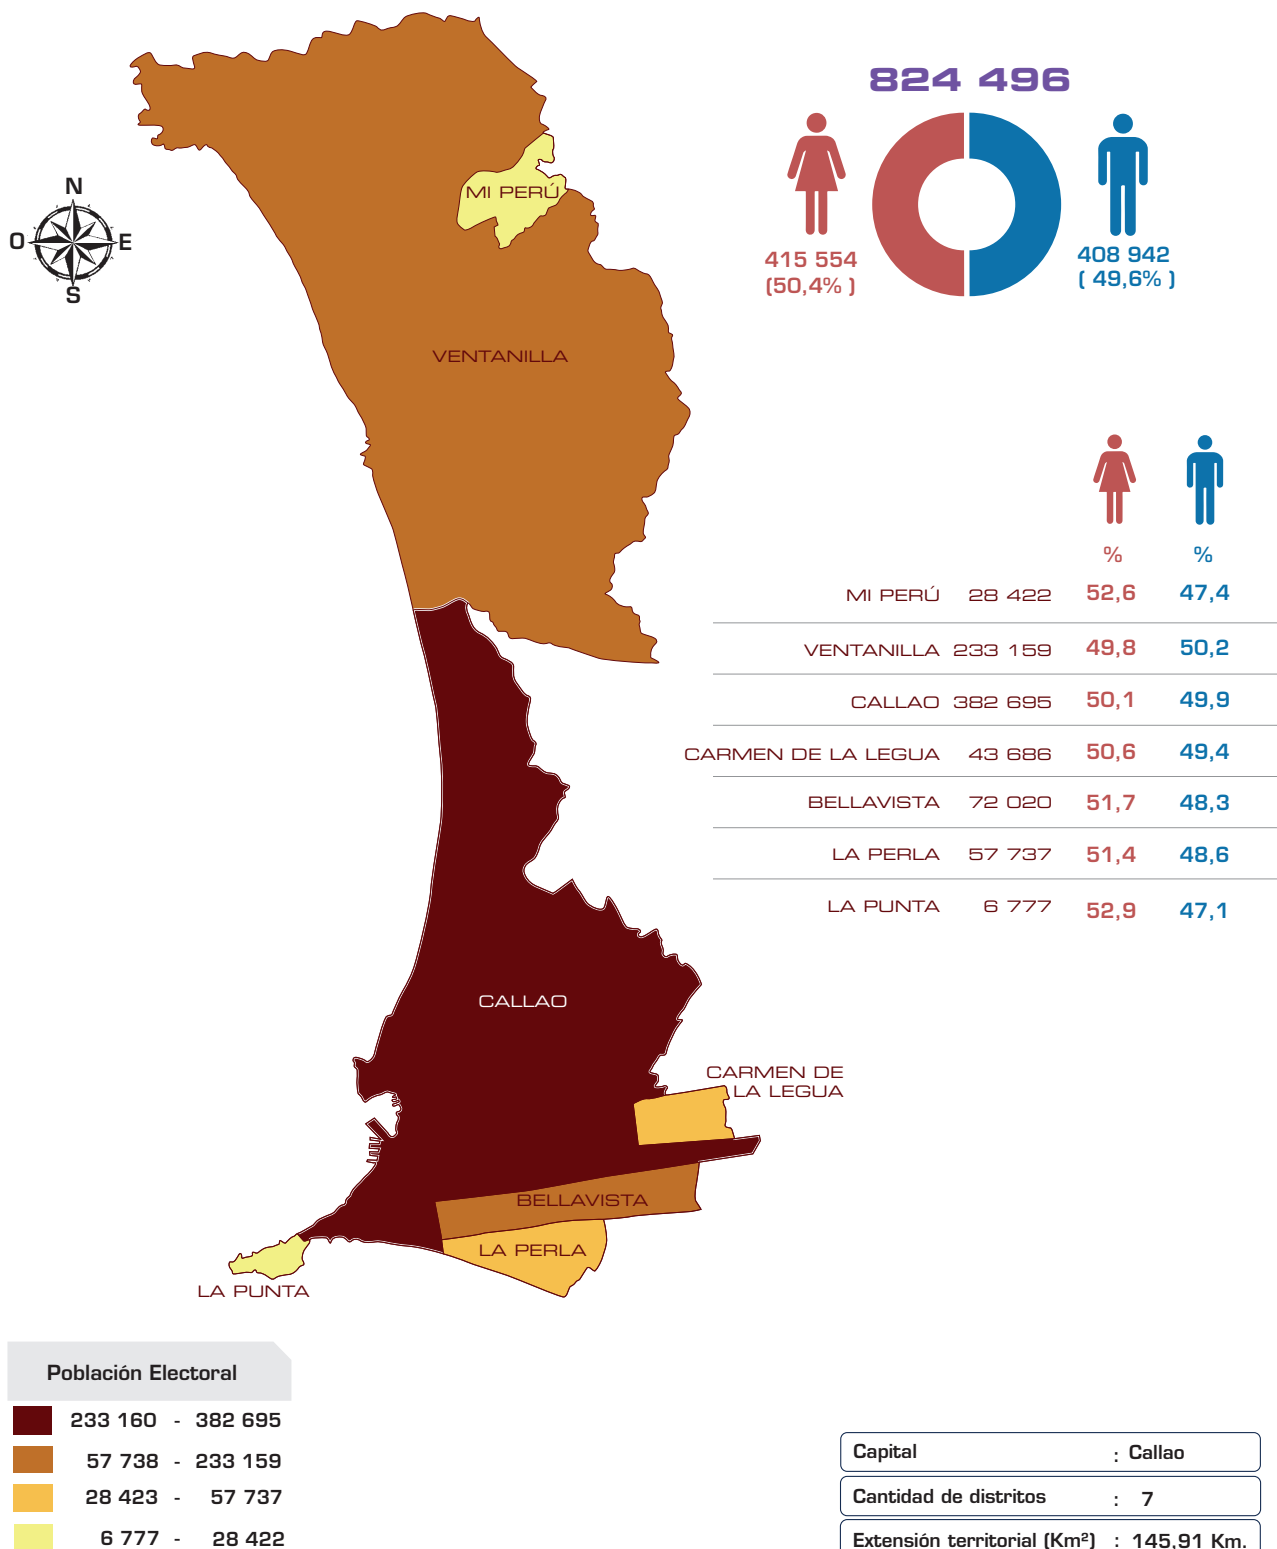 824 496
415 554
(50,4% )
408 942
( 49,6% )
N
O
E
S
MI PERÚ
VENTANILLA
CALLAO
CARMEN DE
LA LEGUA
BELLAVISTA
LA PERLA
LA PUNTA
% %
MI PERÚ 28 422 52,6 47,4
VENTANILLA 233 159 49,8 50,2
CALLAO 382 695 50,1 49,9
CARMEN DE LA LEGUA 43 686 50,6 49,4
BELLAVISTA 72 020 51,7 48,3
LA PERLA 57 737 51,4 48,6
LA PUNTA 6 777 52,9 47,1
Población Electoral
233 160 - 382 695
57 738 - 233 159
28 423 - 57 737
6 777 - 28 422
Capital : Callao
Cantidad de distritos : 7
Extensión territorial (Km²) : 145,91 Km.